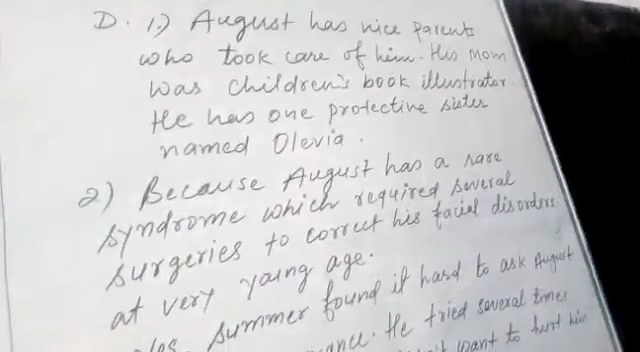 D. 1.) August has nice parents
who took care of him. His Mom
was children's book illustrator.
He has one protective sister
named Olevia.
2) Because August has a rare
syndrome which required several
surgeries to correct his facial disorders
at very young age.
Summer found it hard to ask August
He tried several times
want to hurt him